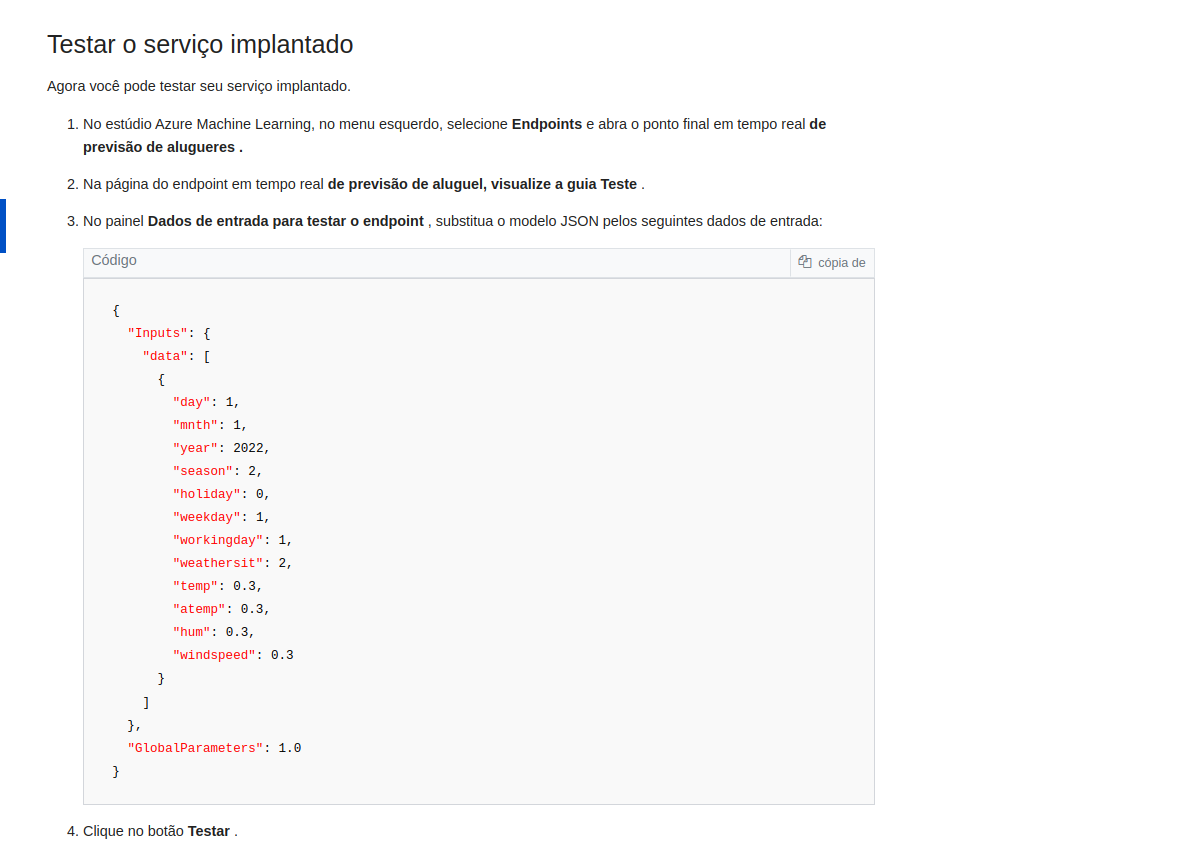 Testar o serviço implantado
Agora você pode testar seu serviço implantado.
1. No estúdio Azure Machine Learning, no menu esquerdo, selecione Endpoints e abra o ponto final em tempo real de
previsão de alugueres .
2. Na página do endpoint em tempo real de previsão de aluguel, visualize a guia Teste .
3. No painel Dados de entrada para testar o endpoint , substitua o modelo JSON pelos seguintes dados de entrada:
Código
cópia de
{
  "Inputs": {
    "data": [
      {
        "day": 1,
        "mnth": 1,
        "year": 2022,
        "season": 2,
        "holiday": 0,
        "weekday": 1,
        "workingday": 1,
        "weathersit": 2,
        "temp": 0.3,
        "atemp": 0.3,
        "hum": 0.3,
        "windspeed": 0.3
      }
    ]
  },
  "GlobalParameters": 1.0
}
4. Clique no botão Testar .